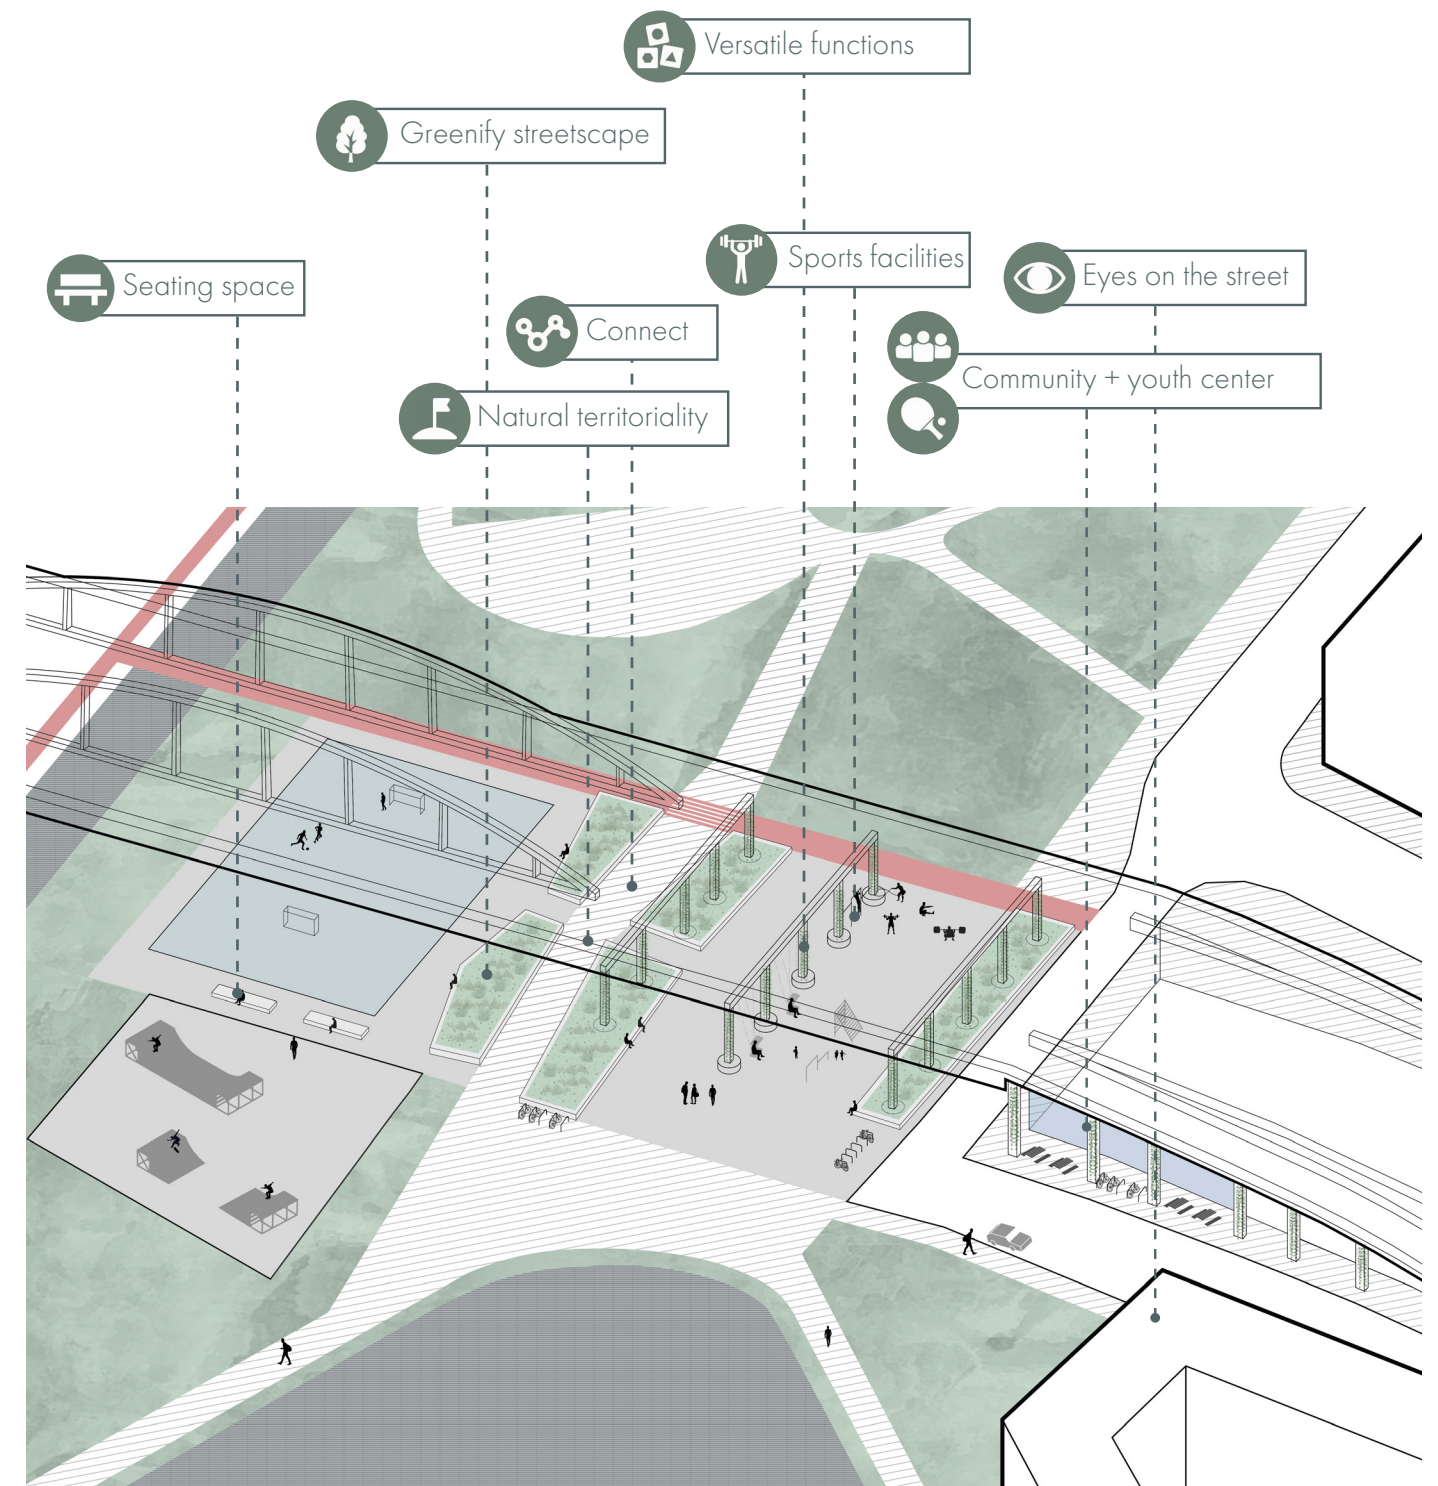 Versatile functions
Greenify streetscape
Sports facilities
Eyes on the street
Seating space
Connect
Community + youth center
Natural territoriality